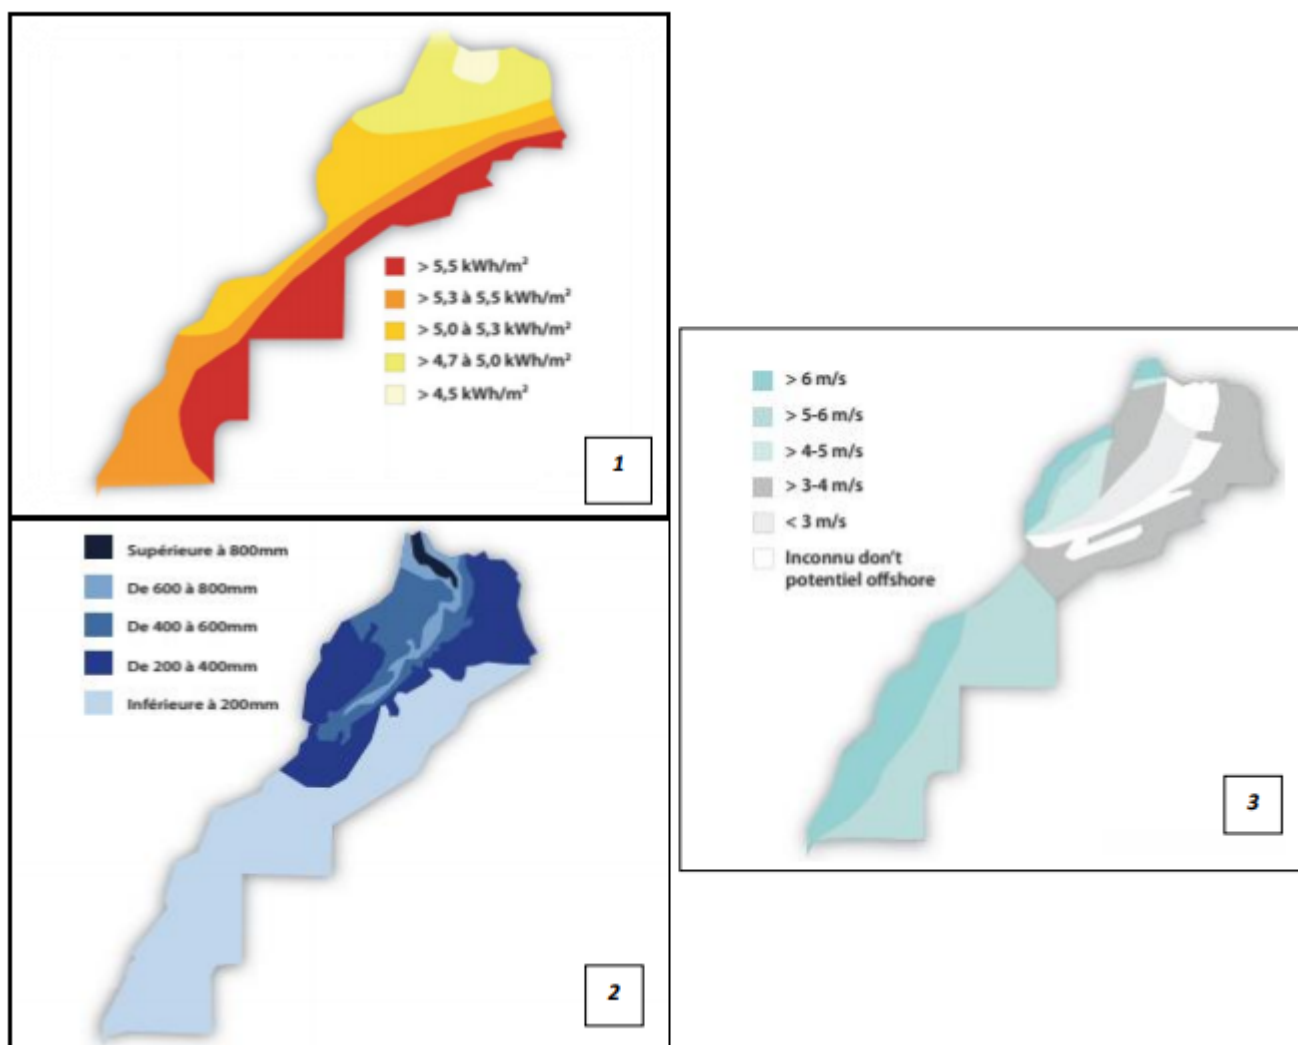 > 5,5 kWh/m²
> 5,3 à 5,5 kWh/m²
> 5,0 à 5,3 kWh/m²
> 4,7 à 5,0 kWh/m²
> 4,5 kWh/m²
1
Supérieure à 800mm
De 600 à 800mm
De 400 à 600mm
De 200 à 400mm
Inférieure à 200mm
2
> 6 m/s
> 5-6 m/s
> 4-5 m/s
> 3-4 m/s
< 3 m/s
Inconnu don't
potentiel offshore
3